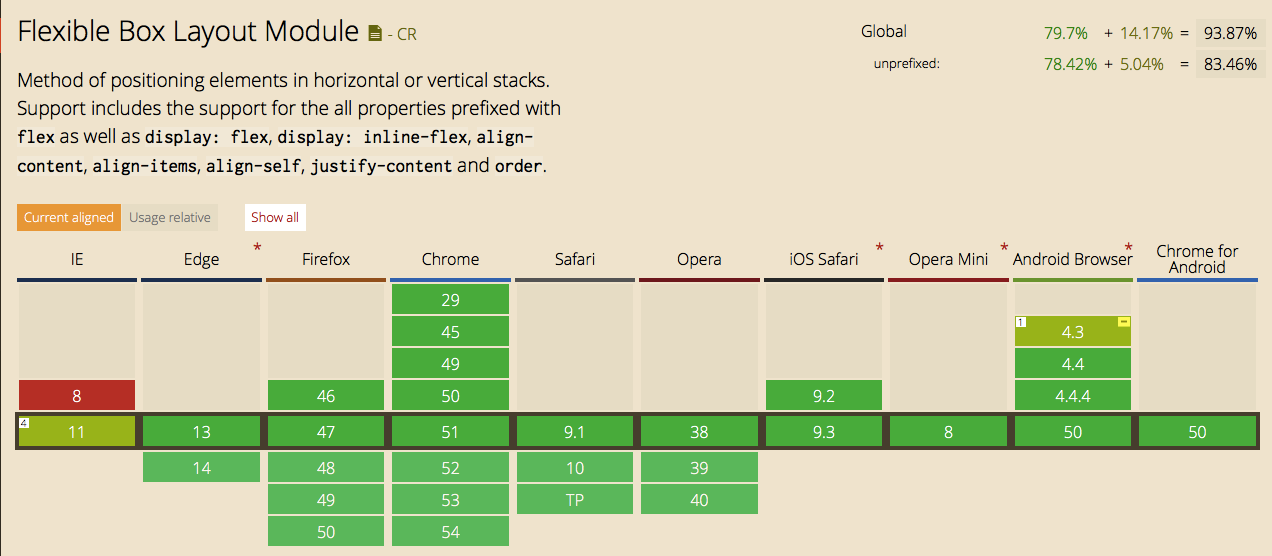 Flexible Box Layout Module - CR
Global 79.7% + 14.17% = 93.87%
unprefixed: 78.42% + 5.04% = 83.46%
Method of positioning elements in horizontal or vertical stacks.
Support includes the support for the all properties prefixed with
flex as well as display: flex, display: inline-flex, align-
content, align-items, align-self, justify-content and order.
Current aligned Usage relative Show all
IE Edge * Firefox Chrome Safari Opera iOS Safari * Opera Mini * Android Browser * Chrome for
Android
29
45 1 4.3 -
49 4.4
8 46 50 9.2 4.4.4
4 11 13 47 51 9.1 38 9.3 8 50 50
14 48 52 10 39
49 53 TP 40
50 54